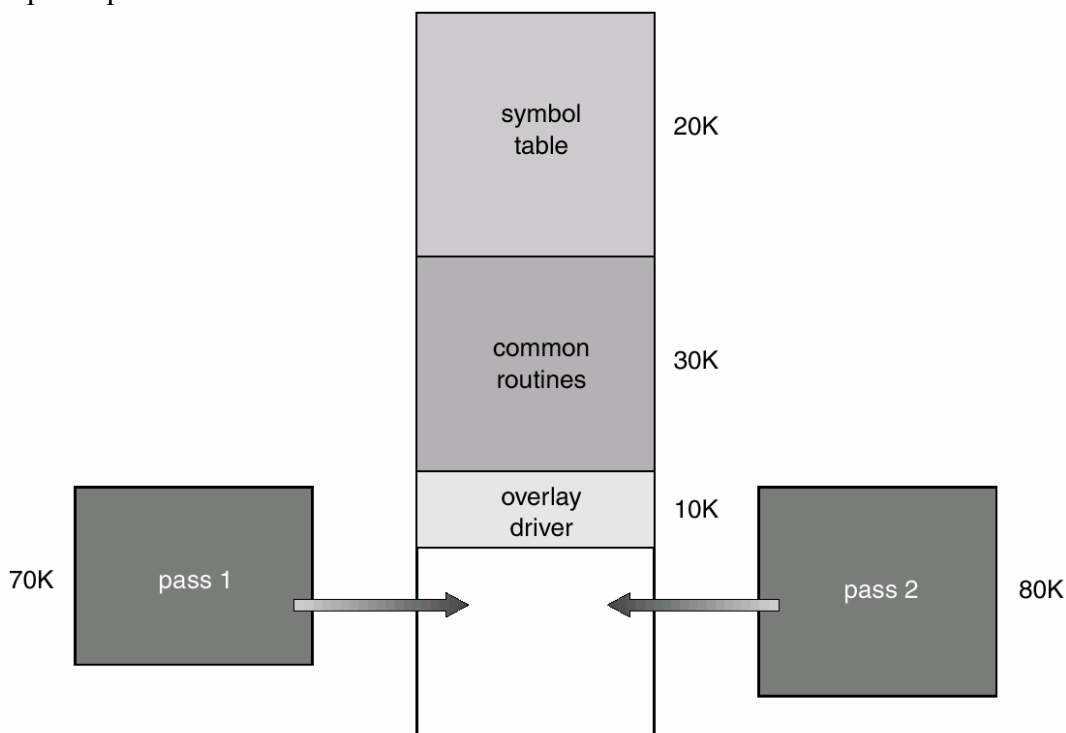 symbol
table
20K
common
routines
30K
overlay
driver
10K
70K
pass 1
pass 2
80K